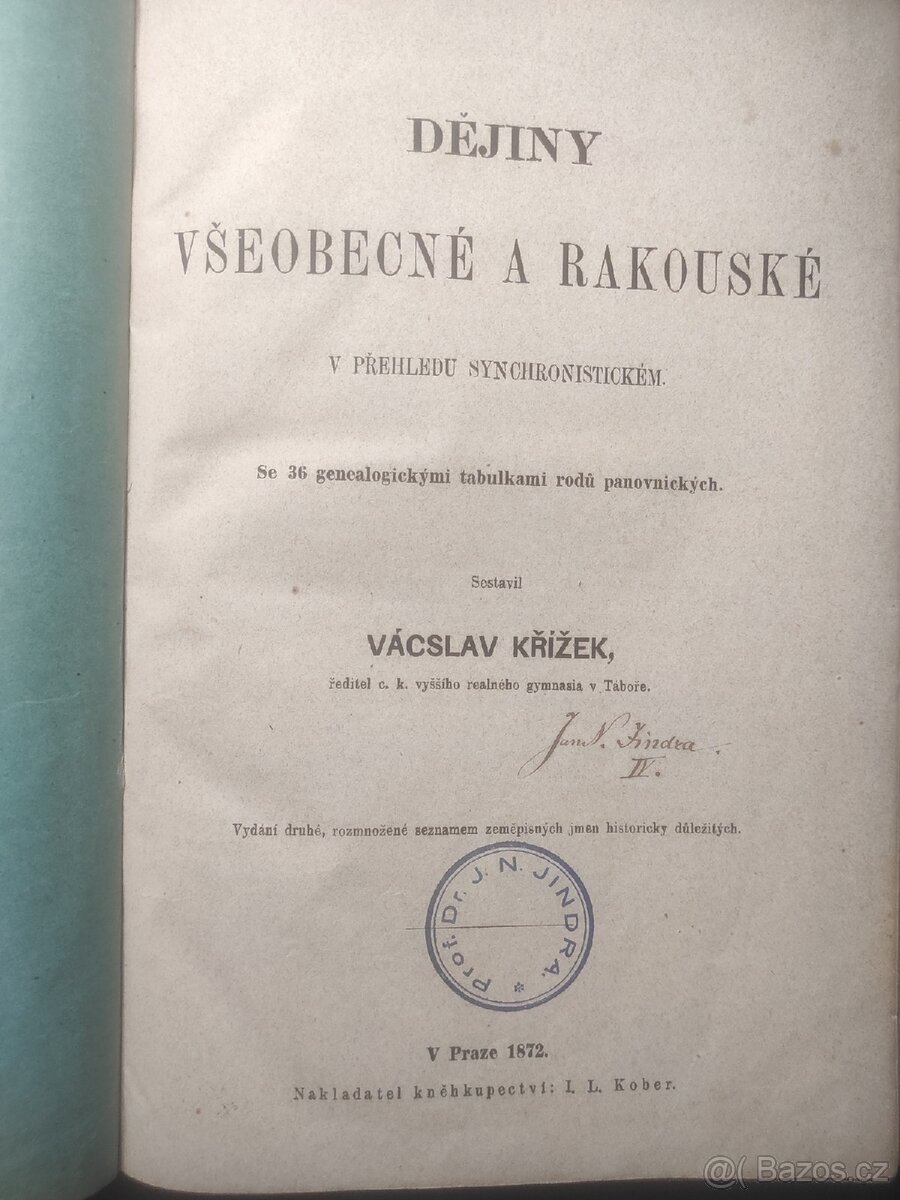 DĚJINY
VŠEOBECNÉ A RAKOUSKÉ
V PŘEHLEDU SYNCHRONISTICKÉM.
Se 36 genealogickými tabulkami rodů panovnických.
Sestavil
VÁCSLAV KŘÍŽEK,
ředitel c. k. vyššího realného gymnasia v Táboře.
Jan N. Jindra.
IV.
Vydání druhé, rozmnožené seznamem zeměpisných jmen historicky důležitých.
Prof. Dr. J. N. JINDRA. *
V Praze 1872.
Nakladatel kněhkupectví: I. L. Kober.
@( Bazos.cz